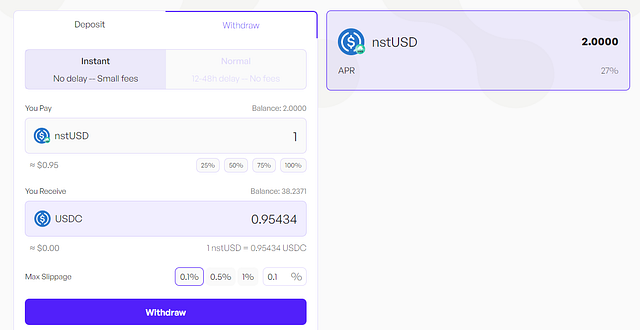 Deposit
Withdraw
Instant
No delay -- Small fees
Normal
12-48h delay -- No fees
You Pay
Balance: 2.0000
nstUSD
1
≈ $0.95
25%
50%
75%
100%
You Receive
Balance: 38.2371
USDC
0.95434
≈ $0.00
1 nstUSD = 0.95434 USDC
Max Slippage
0.1%
0.5%
1%
0.1
%
Withdraw
nstUSD
2.0000
APR
27%